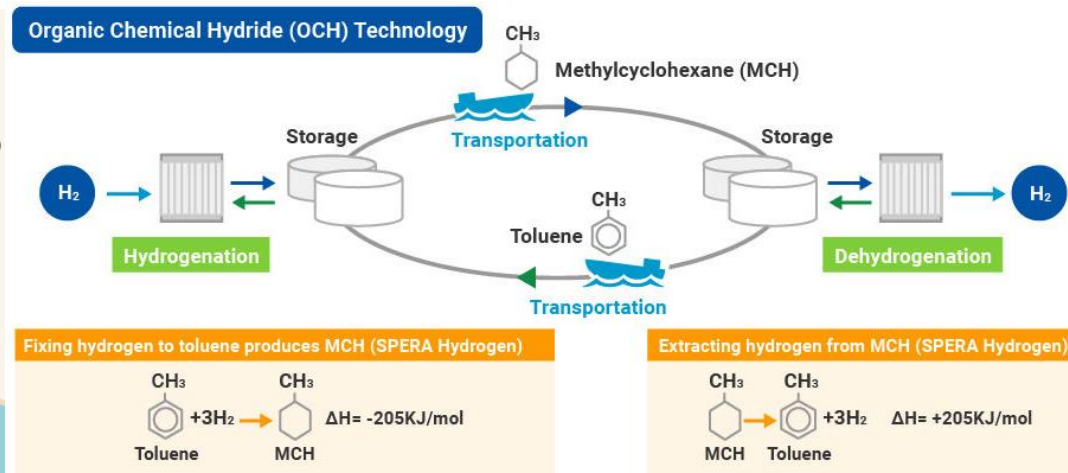 Organic Chemical Hydride (OCH) Technology
CH₃
Methylcyclohexane (MCH)
Storage
Transportation
Storage
H₂
H₂
CH₃
Toluene
Hydrogenation
Dehydrogenation
Transportation
Fixing hydrogen to toluene produces MCH (SPERA Hydrogen)
CH₃ CH₃
+3H₂ ΔH= -205KJ/mol
Toluene MCH
Extracting hydrogen from MCH (SPERA Hydrogen)
CH₃ CH₃
+3H₂ ΔH= +205KJ/mol
MCH Toluene